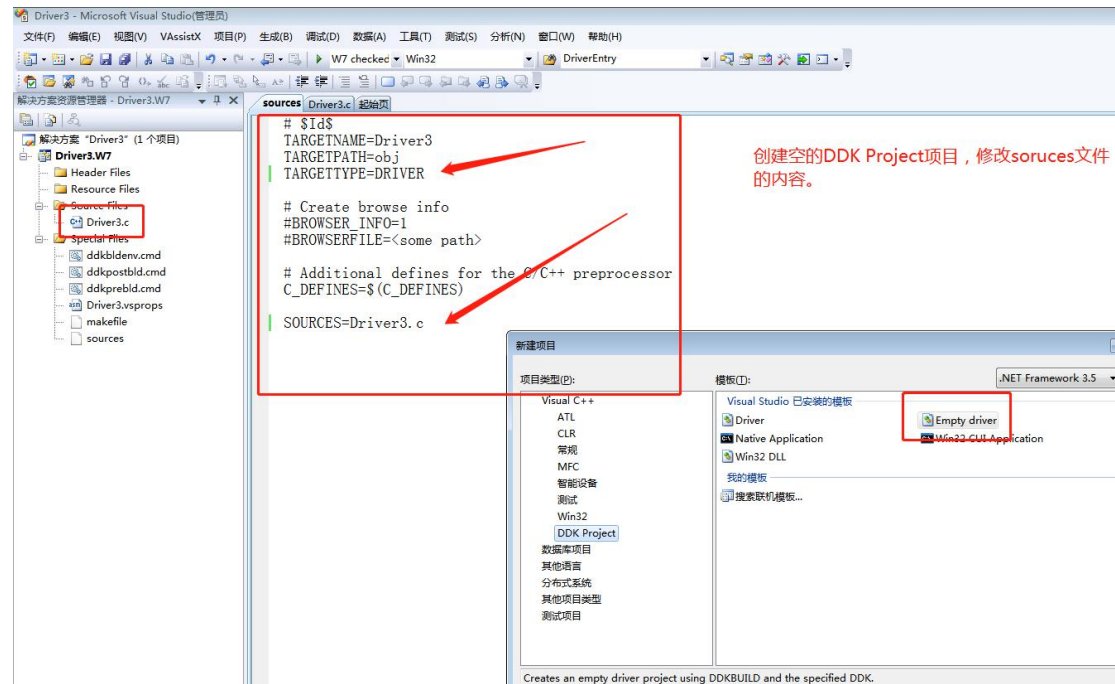 Driver3 - Microsoft Visual Studio(管理员)
文件(F) 编辑(E) 视图(V) VAssistX 项目(P) 生成(B) 调试(D) 数据(A) 工具(T) 测试(S) 分析(N) 窗口(W) 帮助(H)
W7 checked Win32 DriverEntry
解决方案资源管理器 - Driver3.W7
解决方案 "Driver3" (1 个项目)
Driver3.W7
Header Files
Resource Files
Source Files
Driver3.c
Special Files
ddkbldenv.cmd
ddkpostbld.cmd
ddkprebld.cmd
Driver3.vsprops
makefile
sources
sources Driver3.c 起始页
# $Id$
TARGETNAME=Driver3
TARGETPATH=obj
TARGETTYPE=DRIVER
# Create browse info
#BROWSER_INFO=1
#BROWSERFILE=<some path>
# Additional defines for the C/C++ preprocessor
C_DEFINES=$(C_DEFINES)
SOURCES=Driver3.c
创建空的DDK Project项目，修改soruces文件
的内容。
新建项目
项目类型(P):
模板(T):
.NET Framework 3.5
Visual C++
ATL
CLR
常规
MFC
智能设备
测试
Win32
DDK Project
数据库项目
其他语言
分布式系统
其他项目类型
测试项目
Visual Studio 已安装的模板
Driver
Empty driver
Native Application
Win32 CUI Application
Win32 DLL
我的模板
搜索联机模板...
Creates an empty driver project using DDKBUILD and the specified DDK.